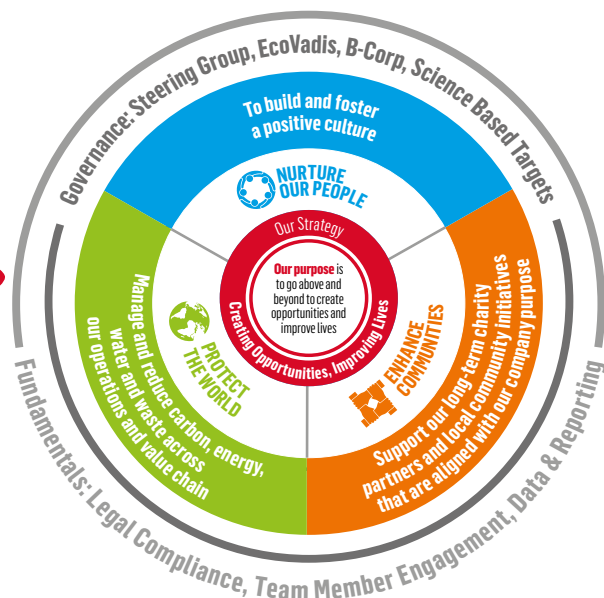 Governance: Steering Group, EcoVadis, B-Corp, Science Based Targets
To build and foster
a positive culture
NURTURE
OUR PEOPLE
Our Strategy
Our purpose is
to go above and
beyond to create
opportunities and
improve lives
Creating Opportunities, Improving Lives
PROTECT
THE WORLD
Manage and reduce carbon, energy,
water and waste across
our operations and value chain
ENHANCE
COMMUNITIES
Support our long-term charity
partners and local community initiatives
that are aligned with our company purpose
Fundamentals: Legal Compliance, Team Member Engagement, Data & Reporting